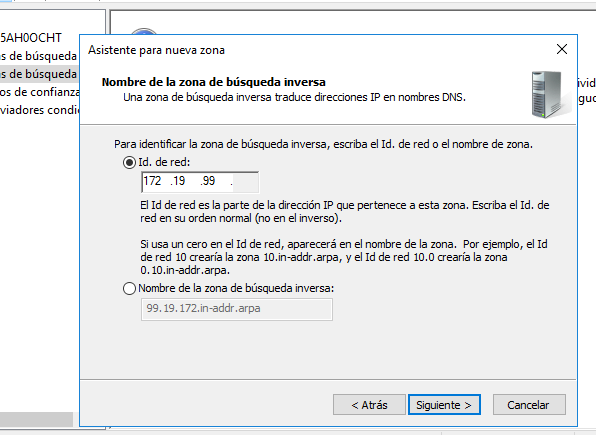 5AH0OCHT
as de búsqueda
as de búsqueda
os de confianza
viadores condic
Asistente para nueva zona
Nombre de la zona de búsqueda inversa
Una zona de búsqueda inversa traduce direcciones IP en nombres DNS.
Para identificar la zona de búsqueda inversa, escriba el Id. de red o el nombre de zona.
Id. de red:
172 .19 .99 .
El Id de red es la parte de la dirección IP que pertenece a esta zona. Escriba el Id. de
red en su orden normal (no en el inverso).
Si usa un cero en el Id de red, aparecerá en el nombre de la zona. Por ejemplo, el Id
de red 10 crearía la zona 10.in-addr.arpa, y el Id de red 10.0 crearía la zona
0.10.in-addr.arpa.
Nombre de la zona de búsqueda inversa:
99.19.172.in-addr.arpa
< Atrás
Siguiente >
Cancelar